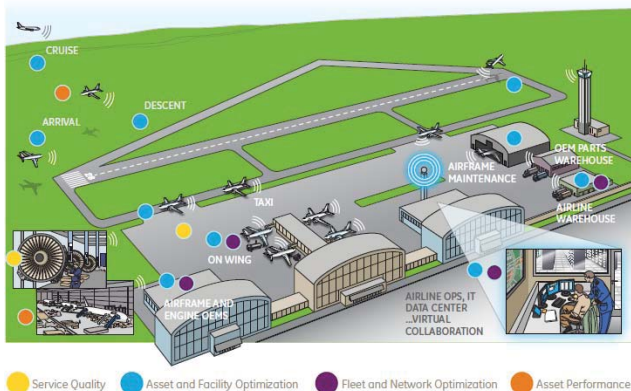 CRUISE
DESCENT
ARRIVAL
TAXI
ON WING
AIRFRAME AND
ENGINE OEMS
AIRFRAME
MAINTENANCE
OEM PARTS
WAREHOUSE
AIRLINE
WAREHOUSE
AIRLINE OPS, IT
DATA CENTER
...VIRTUAL
COLLABORATION
Service Quality
Asset and Facility Optimization
Fleet and Network Optimization
Asset Performance